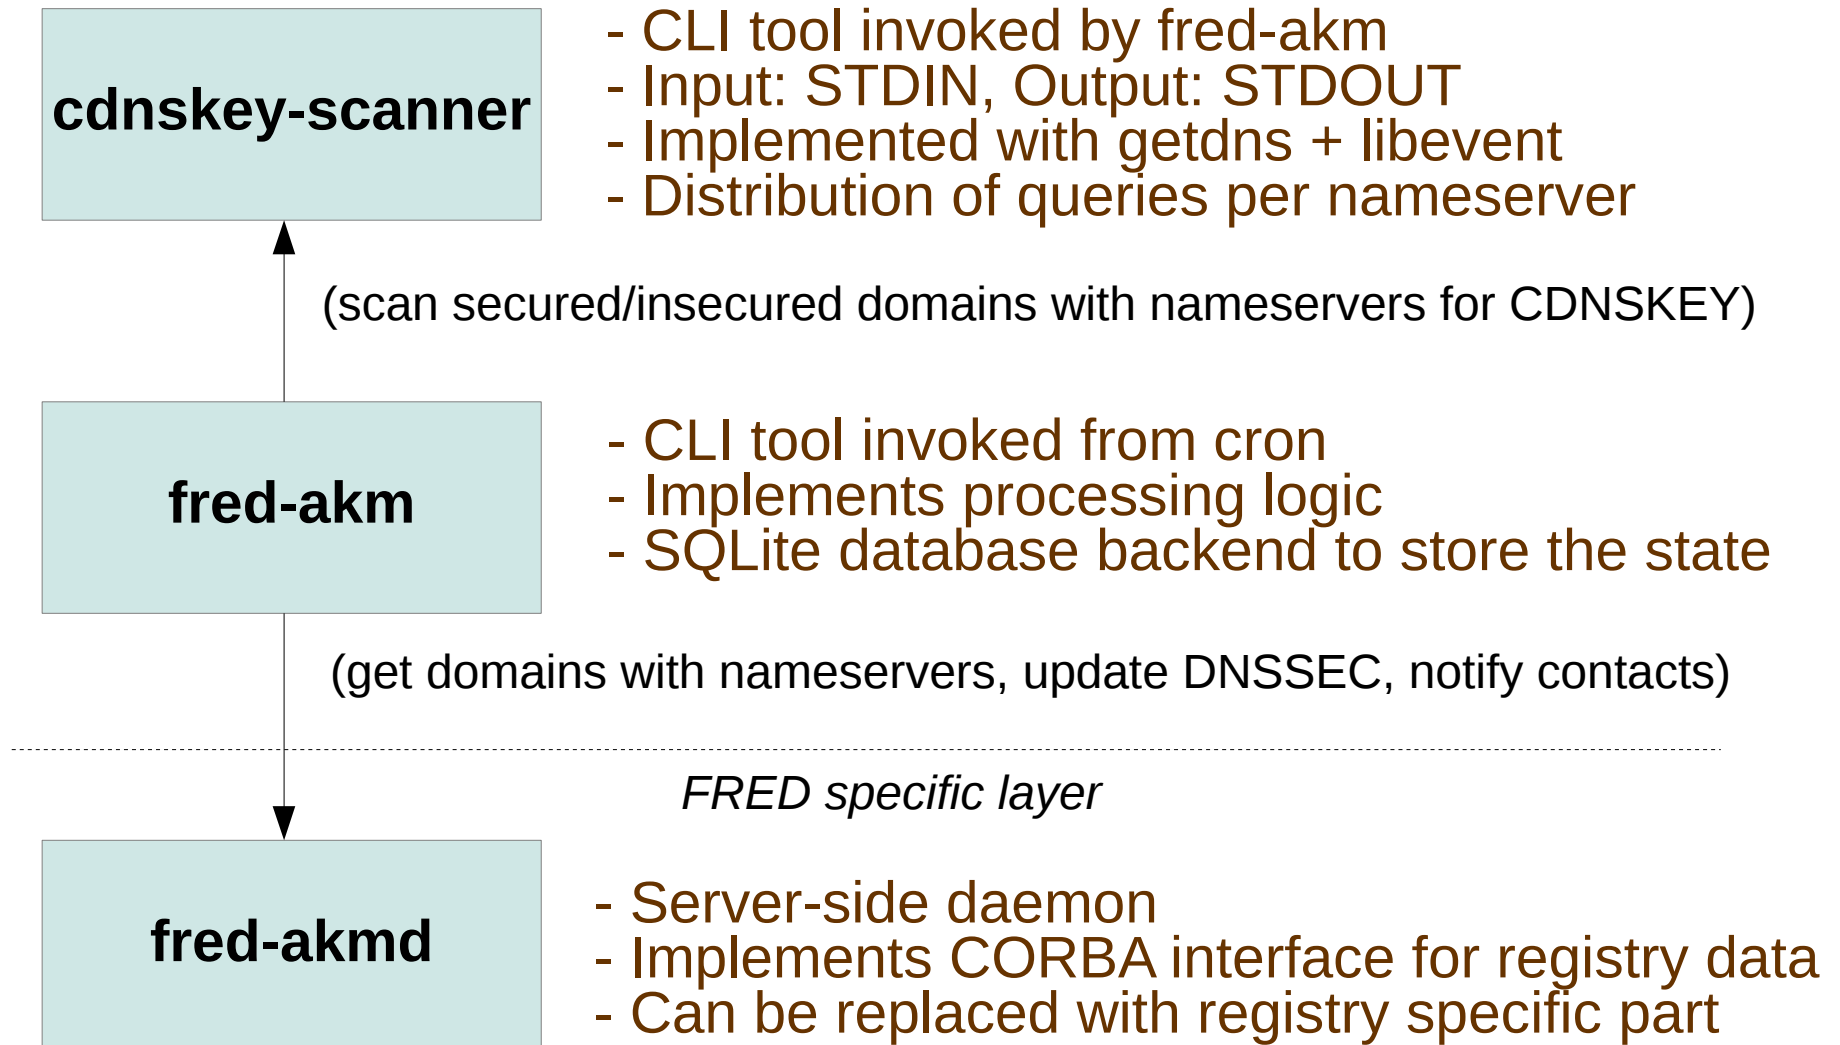 cdnskey-scanner
- CLI tool invoked by fred-akm
- Input: STDIN, Output: STDOUT
- Implemented with getdns + libevent
- Distribution of queries per nameserver
(scan secured/insecured domains with nameservers for CDNSKEY)
fred-akm
- CLI tool invoked from cron
- Implements processing logic
- SQLite database backend to store the state
(get domains with nameservers, update DNSSEC, notify contacts)
FRED specific layer
fred-akmd
- Server-side daemon
- Implements CORBA interface for registry data
- Can be replaced with registry specific part